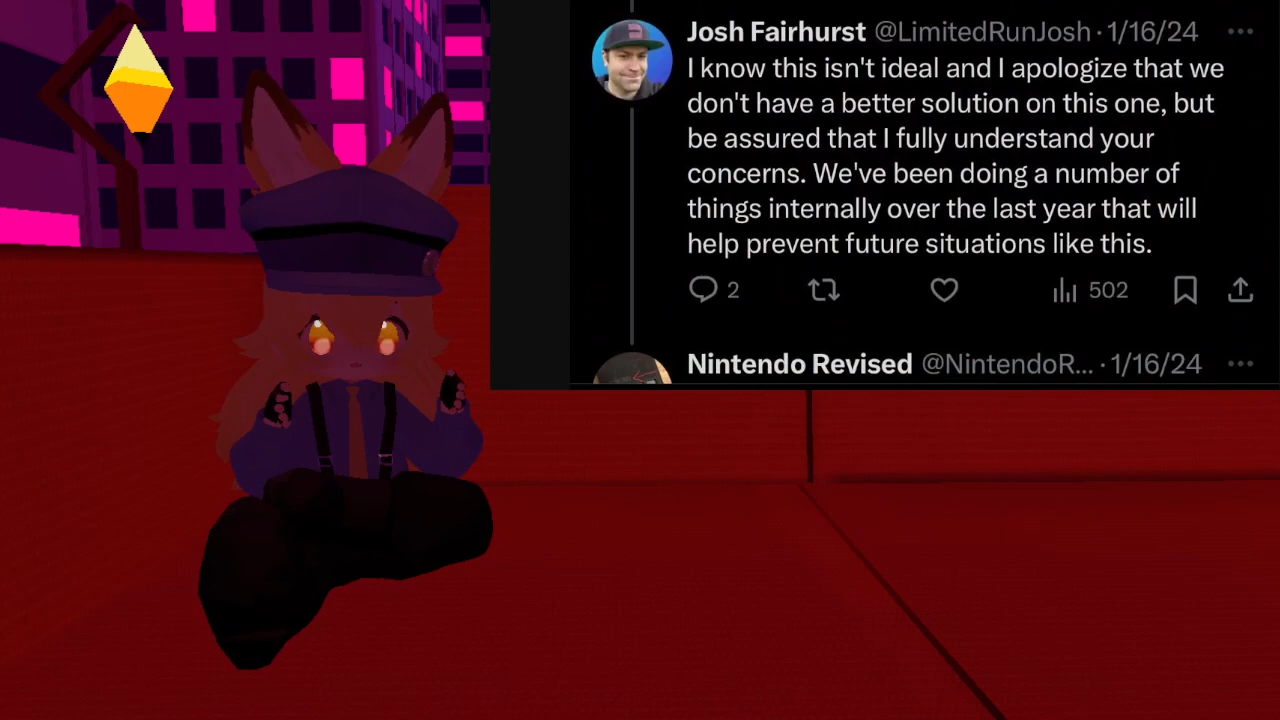 Josh Fairhurst @LimitedRunJosh · 1/16/24
I know this isn't ideal and I apologize that we
don't have a better solution on this one, but
be assured that I fully understand your
concerns. We've been doing a number of
things internally over the last year that will
help prevent future situations like this.
2 502
Nintendo Revised @NintendoR... · 1/16/24